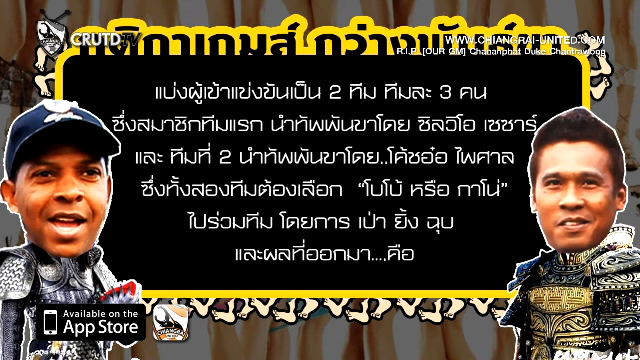 CRUTDTV
WWW.CHIANGRAI-UNITED.COM
R.I.P. [OUR GM] Chananphat Duke Chantrawong
แบ่งผู้เข้าแข่งขันเป็น 2 ทีม ทีมละ 3 คน
ซึ่งสมาชิกทีมแรก นำทัพพันขาโดย ซิลวิโอ เซซาร์
และ ทีมที่ 2 นำทัพพันขาโดย..โค้ชอ๋อ ไพศาล
ซึ่งทั้งสองทีมต้องเลือก “โบโบ้ หรือ กาโน่”
ไปร่วมทีม โดยการ เป่า ยิ้ง ฉุบ
และผลที่ออกมา....คือ
Available on the
App Store